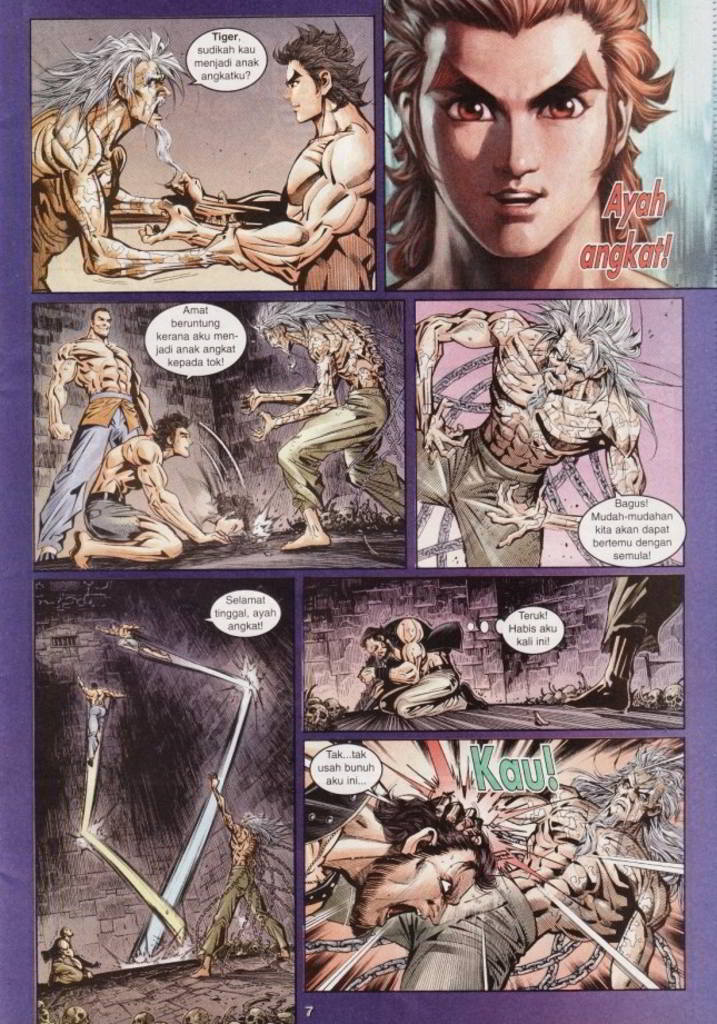 Tiger,
sudikah kau
menjadi anak
angkatku?
Ayah
angkat!
Amat
beruntung
kerana aku men-
jadi anak angkat
kepada tok!
Bagus!
Mudah-mudahan
kita akan dapat
bertemu dengan
semula!
Selamat
tinggal, ayah
angkat!
Teruk!
Habis aku
kali ini!
Tak...tak
usah bunuh
aku ini...
Kau!
7